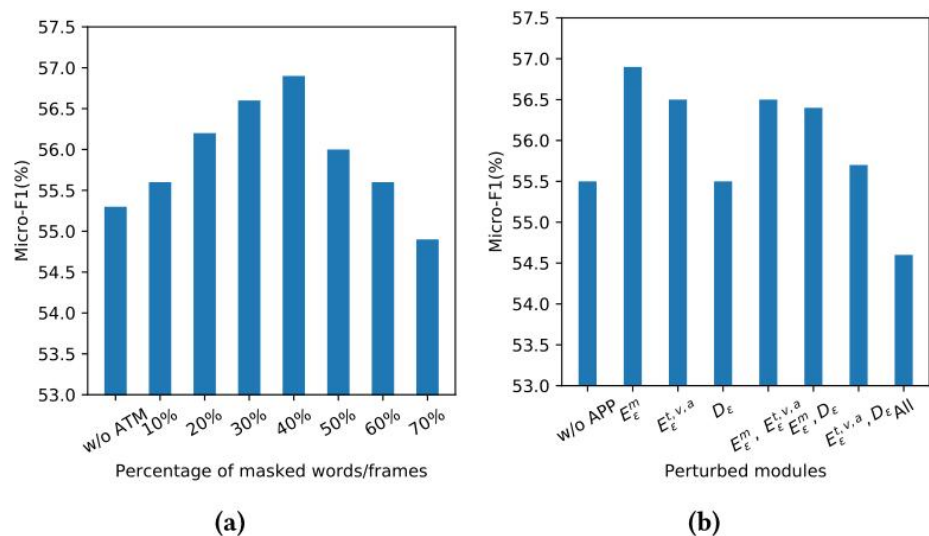 57.5
57.0
56.5
56.0
55.5
55.0
54.5
54.0
53.5
53.0
Micro-F1(%)
w/o ATM 10% 20% 30% 40% 50% 60% 70%
Percentage of masked words/frames
(a)
57.5
57.0
56.5
56.0
55.5
55.0
54.5
54.0
53.5
53.0
Micro-F1(%)
w/o APP E_ε^m E_ε^{t,v,a} D_ε E_ε^m, E_ε^{t,v,a} E_ε^m, D_ε E_ε^{t,v,a}, D_ε All
Perturbed modules
(b)